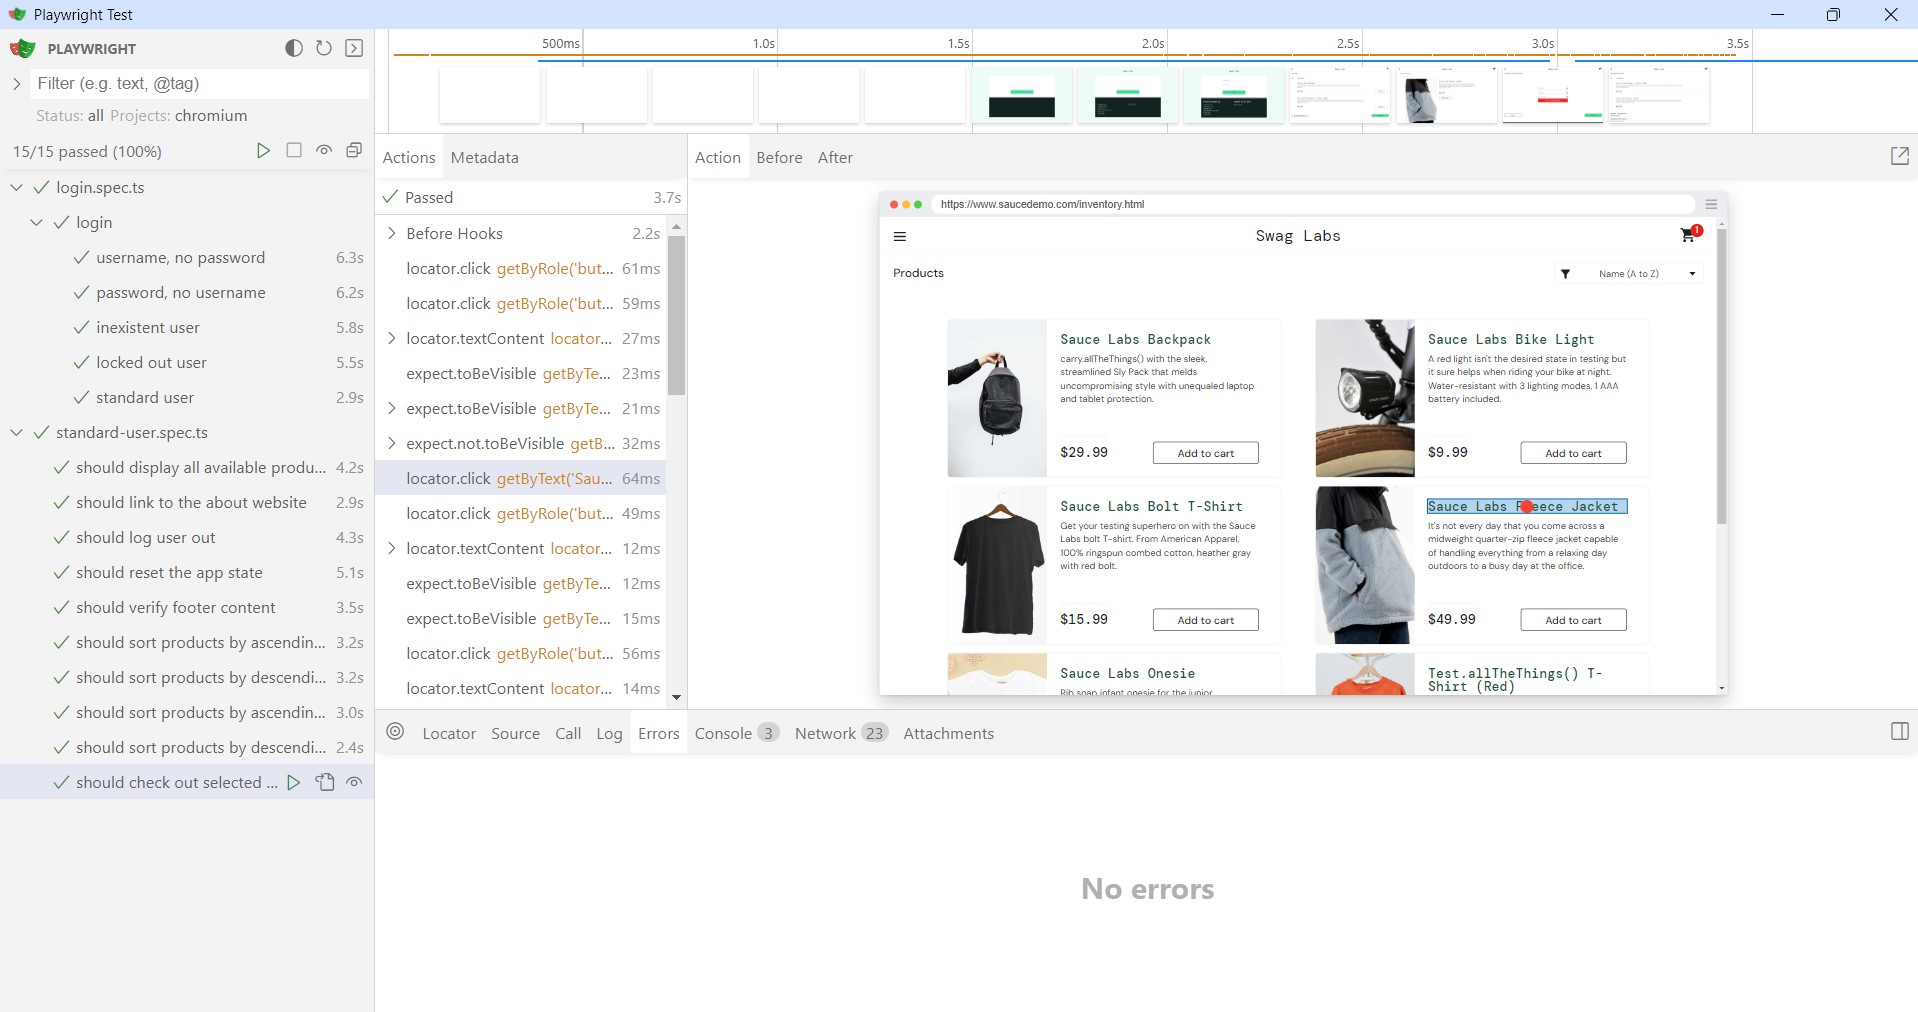 Playwright Test
PLAYWRIGHT
Filter (e.g. text, @tag)
Status: all Projects: chromium
15/15 passed (100%)
login.spec.ts
login
username, no password 6.3s
password, no username 6.2s
inexistent user 5.8s
locked out user 5.5s
standard user 2.9s
standard-user.spec.ts
should display all available produ... 4.2s
should link to the about website 2.9s
should log user out 4.3s
should reset the app state 5.1s
should verify footer content 3.5s
should sort products by ascendin... 3.2s
should sort products by descendi... 3.2s
should sort products by ascendin... 3.0s
should sort products by descendi... 2.4s
should check out selected ...
500ms 1.0s 1.5s 2.0s 2.5s 3.0s 3.5s
Actions Metadata
Passed 3.7s
Before Hooks 2.2s
locator.click getByRole('but... 61ms
locator.click getByRole('but... 59ms
locator.textContent locator... 27ms
expect.toBeVisible getByTe... 23ms
expect.toBeVisible getByTe... 21ms
expect.not.toBeVisible getB... 32ms
locator.click getByText('Sau... 64ms
locator.click getByRole('but... 49ms
locator.textContent locator... 12ms
expect.toBeVisible getByTe... 12ms
expect.toBeVisible getByTe... 15ms
locator.click getByRole('but... 56ms
locator.textContent locator... 14ms
Action Before After
https://www.saucedemo.com/inventory.html
Swag Labs
1
Products
Name (A to Z)
Sauce Labs Backpack
carry.allTheThings() with the sleek,
streamlined Sly Pack that melds
uncompromising style with unequaled laptop
and tablet protection.
$29.99 Add to cart
Sauce Labs Bike Light
A red light isn't the desired state in testing but
it sure helps when riding your bike at night.
Water-resistant with 3 lighting modes, 1 AAA
battery included.
$9.99 Add to cart
Sauce Labs Bolt T-Shirt
Get your testing superhero on with the Sauce
Labs bolt T-shirt. From American Apparel,
100% ringspun combed cotton, heather gray
with red bolt.
$15.99 Add to cart
Sauce Labs Fleece Jacket
It's not every day that you come across a
midweight quarter-zip fleece jacket capable
of handling everything from a relaxing day
outdoors to a busy day at the office.
$49.99 Add to cart
Sauce Labs Onesie
Rib snap infant onesie for the junior
Test.allTheThings() T-
Shirt (Red)
Locator Source Call Log Errors Console 3 Network 23 Attachments
No errors